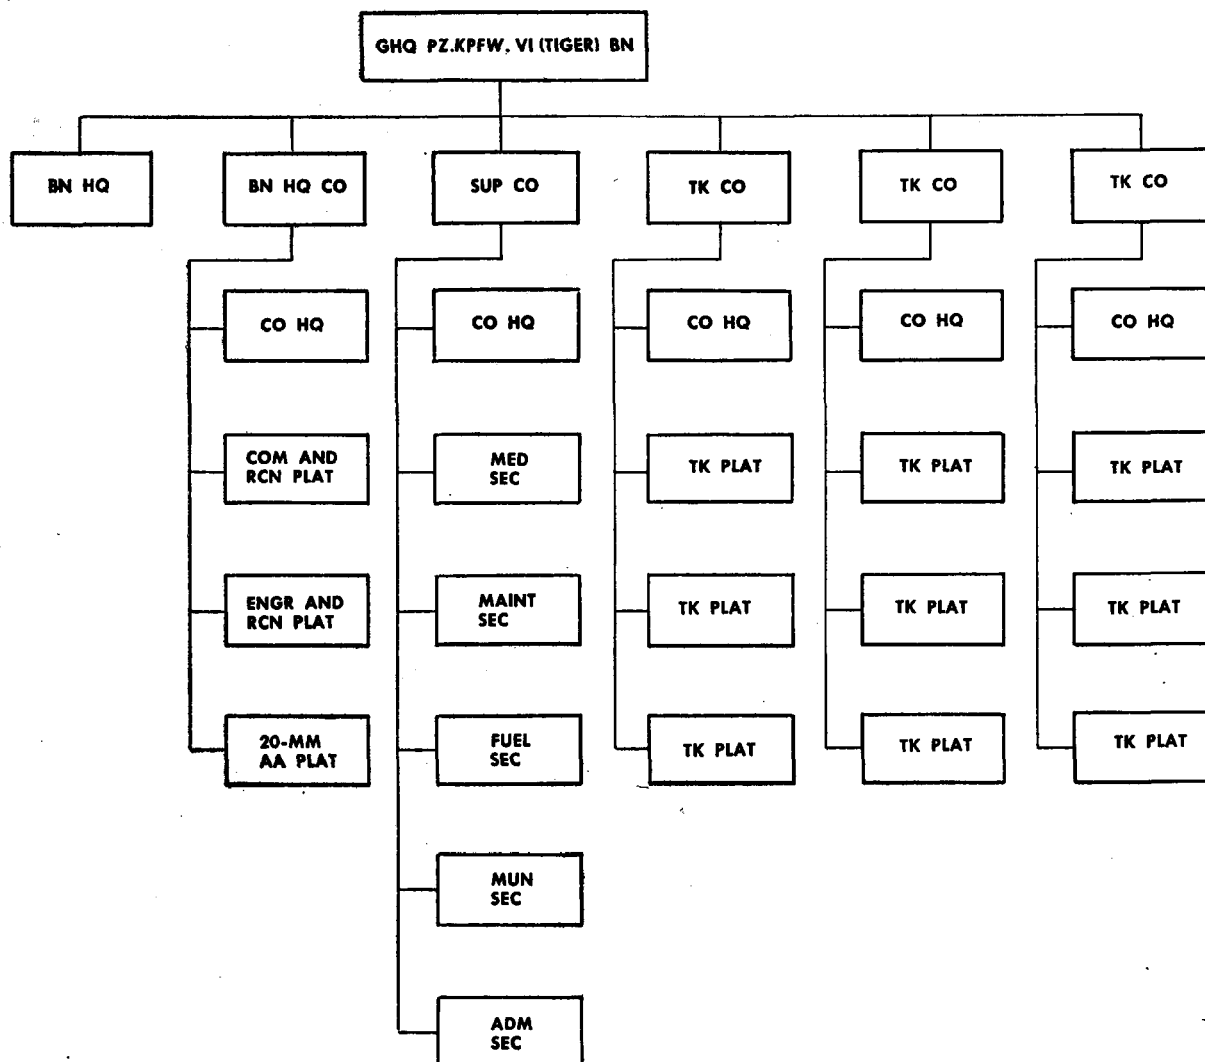 GHQ PZ.KPFW. VI (TIGER) BN
BN HQ
BN HQ CO
SUP CO
TK CO
TK CO
TK CO
CO HQ
CO HQ
CO HQ
CO HQ
CO HQ
COM AND
RCN PLAT
MED
SEC
TK PLAT
TK PLAT
TK PLAT
ENGR AND
RCN PLAT
MAINT
SEC
TK PLAT
TK PLAT
TK PLAT
20-MM
AA PLAT
FUEL
SEC
TK PLAT
TK PLAT
TK PLAT
MUN
SEC
ADM
SEC